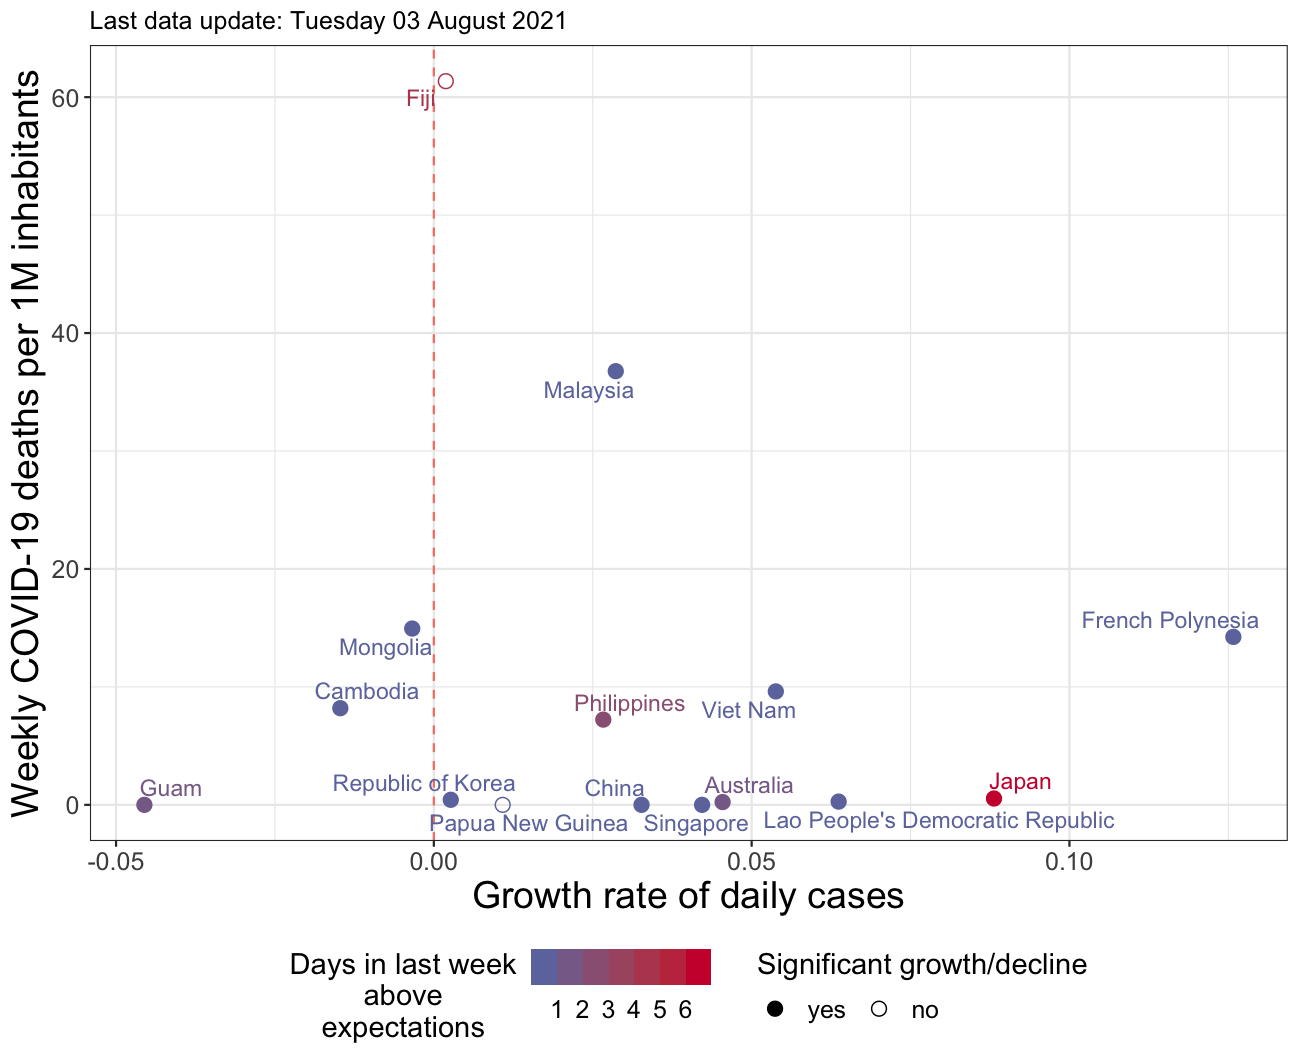 Last data update: Tuesday 03 August 2021
Weekly COVID-19 deaths per 1M inhabitants
60
40
20
0
Fiji
Malaysia
French Polynesia
Mongolia
Cambodia
Philippines
Viet Nam
Guam
Republic of Korea
China
Australia
Japan
Papua New Guinea
Singapore
Lao People's Democratic Republic
-0.05
0.00
0.05
0.10
Growth rate of daily cases
Days in last week
above
expectations
1 2 3 4 5 6
Significant growth/decline
yes
no